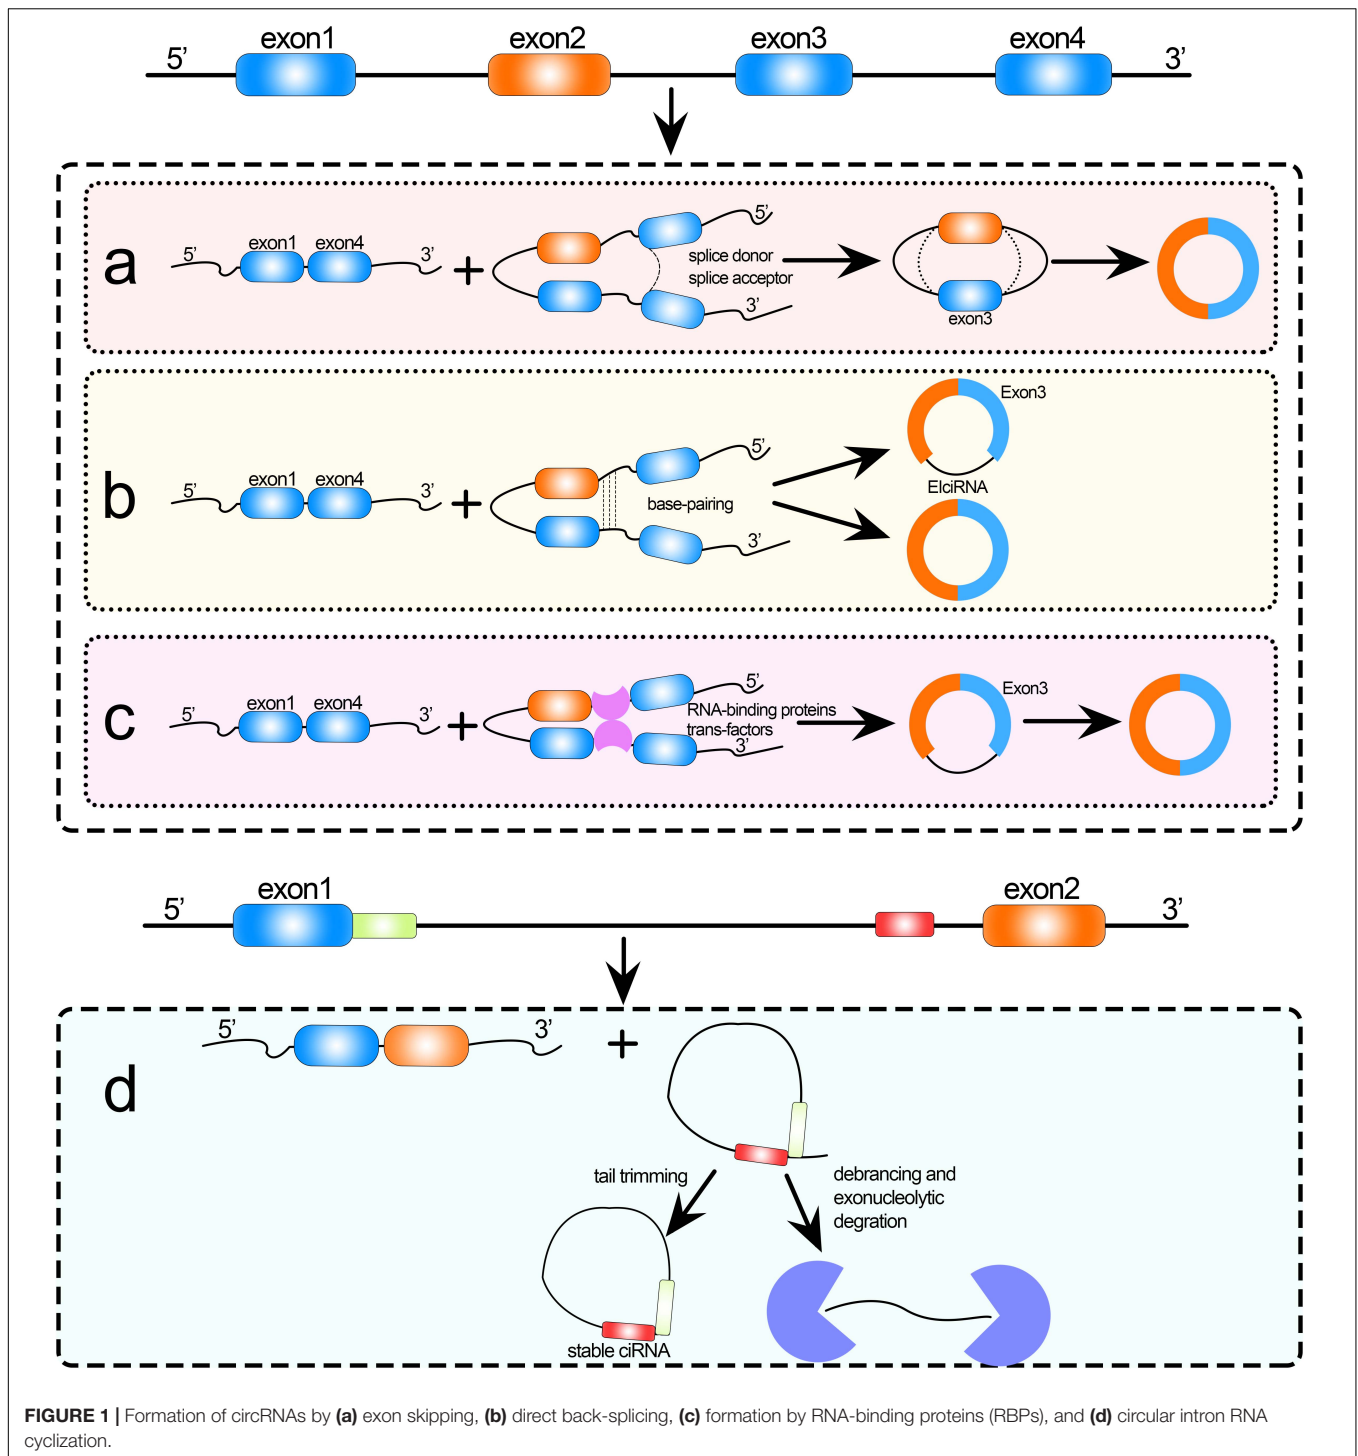 exon1 exon2 exon3 exon4
5’ 3’
a
5’ exon1 exon4 3’
+
5’
splice donor
splice acceptor
3’
exon3
b
5’ exon1 exon4 3’
+
5’
base-pairing
3’
Exon3
EIciRNA
c
5’ exon1 exon4 3’
+
5’
RNA-binding proteins
trans-factors
3’
Exon3
exon1 exon2
5’ 3’
5’ 3’
+
d
tail trimming
debrancing and
exonucleolytic
degration
stable ciRNA
FIGURE 1 | Formation of circRNAs by (a) exon skipping, (b) direct back-splicing, (c) formation by RNA-binding proteins (RBPs), and (d) circular intron RNA
cyclization.